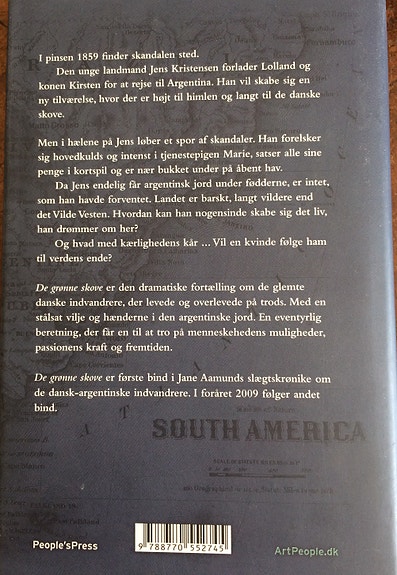 I pinsen 1859 finder skandalen sted.
Den unge landmand Jens Kristensen forlader Lolland og
konen Kirsten for at rejse til Argentina. Han vil skabe sig en
ny tilværelse, hvor der er højt til himlen og langt til de danske
skove.
Men i hælene på Jens løber et spor af skandaler. Han forelsker
sig hovedkulds og intenst i tjenestepigen Marie, satser alle sine
penge i kortspil og er nær bukket under på åbent hav.
Da Jens endelig får argentinsk jord under fødderne, er intet,
som han havde forventet. Landet er barskt, langt vildere end
det Vilde Vesten. Hvordan kan han nogensinde skabe sig det liv,
han drømmer om her?
Og hvad med kærlighedens kår ... Vil en kvinde følge ham
til verdens ende?
De grønne skove er den dramatiske fortælling om de glemte
danske indvandrere, der levede og overlevede på trods. Med en
stålsat vilje og hænderne i den argentinske jord. En eventyrlig
beretning, der får en til at tro på menneskehedens muligheder,
passionens kraft og fremtiden.
De grønne skove er første bind i Jane Aamunds slægtskrønike om
de dansk-argentinske indvandrere. I foråret 2009 følger andet
bind.
SOUTH AMERICA
People'sPress
9 788770 552745
ArtPeople.dk